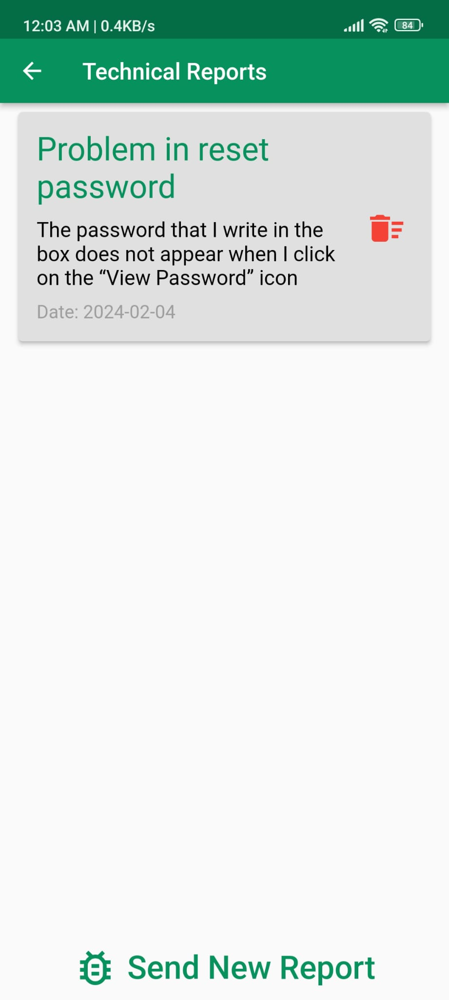 12:03 AM | 0.4KB/s
84
Technical Reports
Problem in reset
password
The password that I write in the
box does not appear when I click
on the “View Password” icon
Date: 2024-02-04
Send New Report